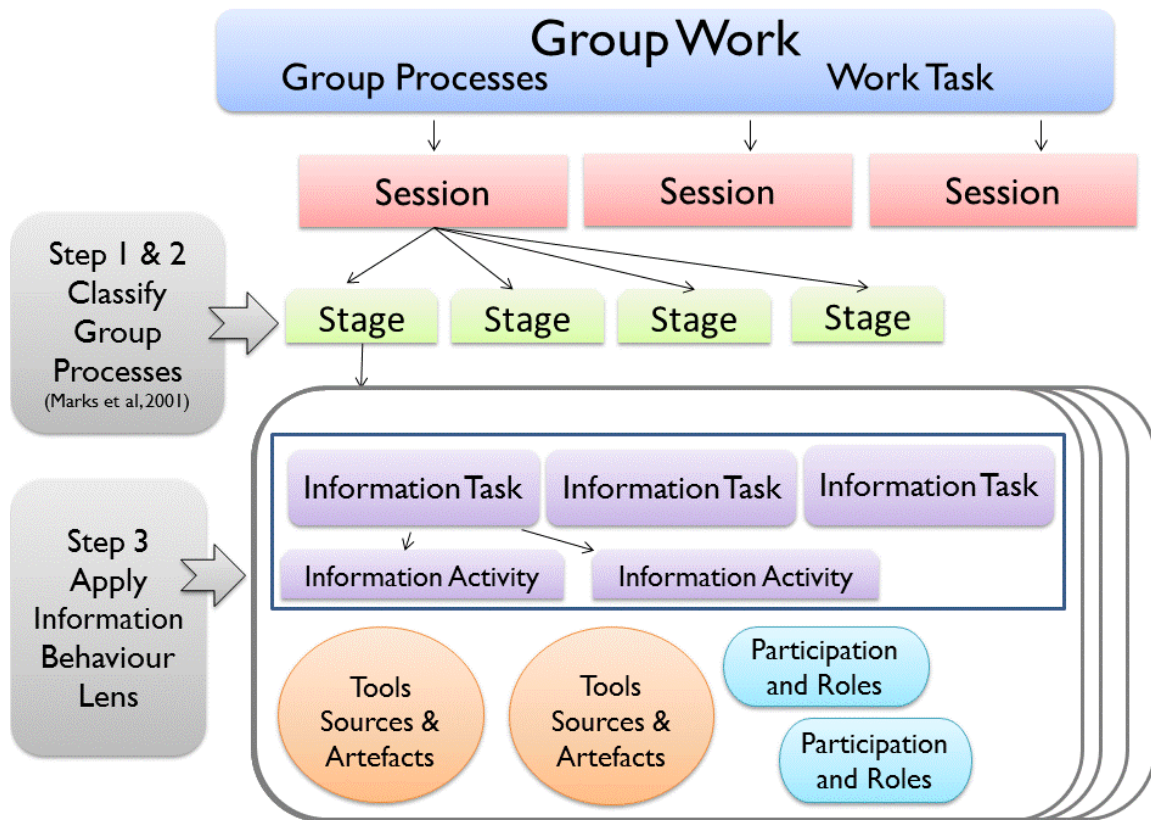 Group Work
Group Processes
Work Task
Session
Session
Session
Step 1 & 2
Classify
Group
Processes
(Marks et al, 2001)
Stage
Stage
Stage
Stage
Step 3
Apply
Information
Behaviour
Lens
Information Task
Information Task
Information Task
Information Activity
Information Activity
Tools
Sources &
Artefacts
Tools
Sources &
Artefacts
Participation
and Roles
Participation
and Roles